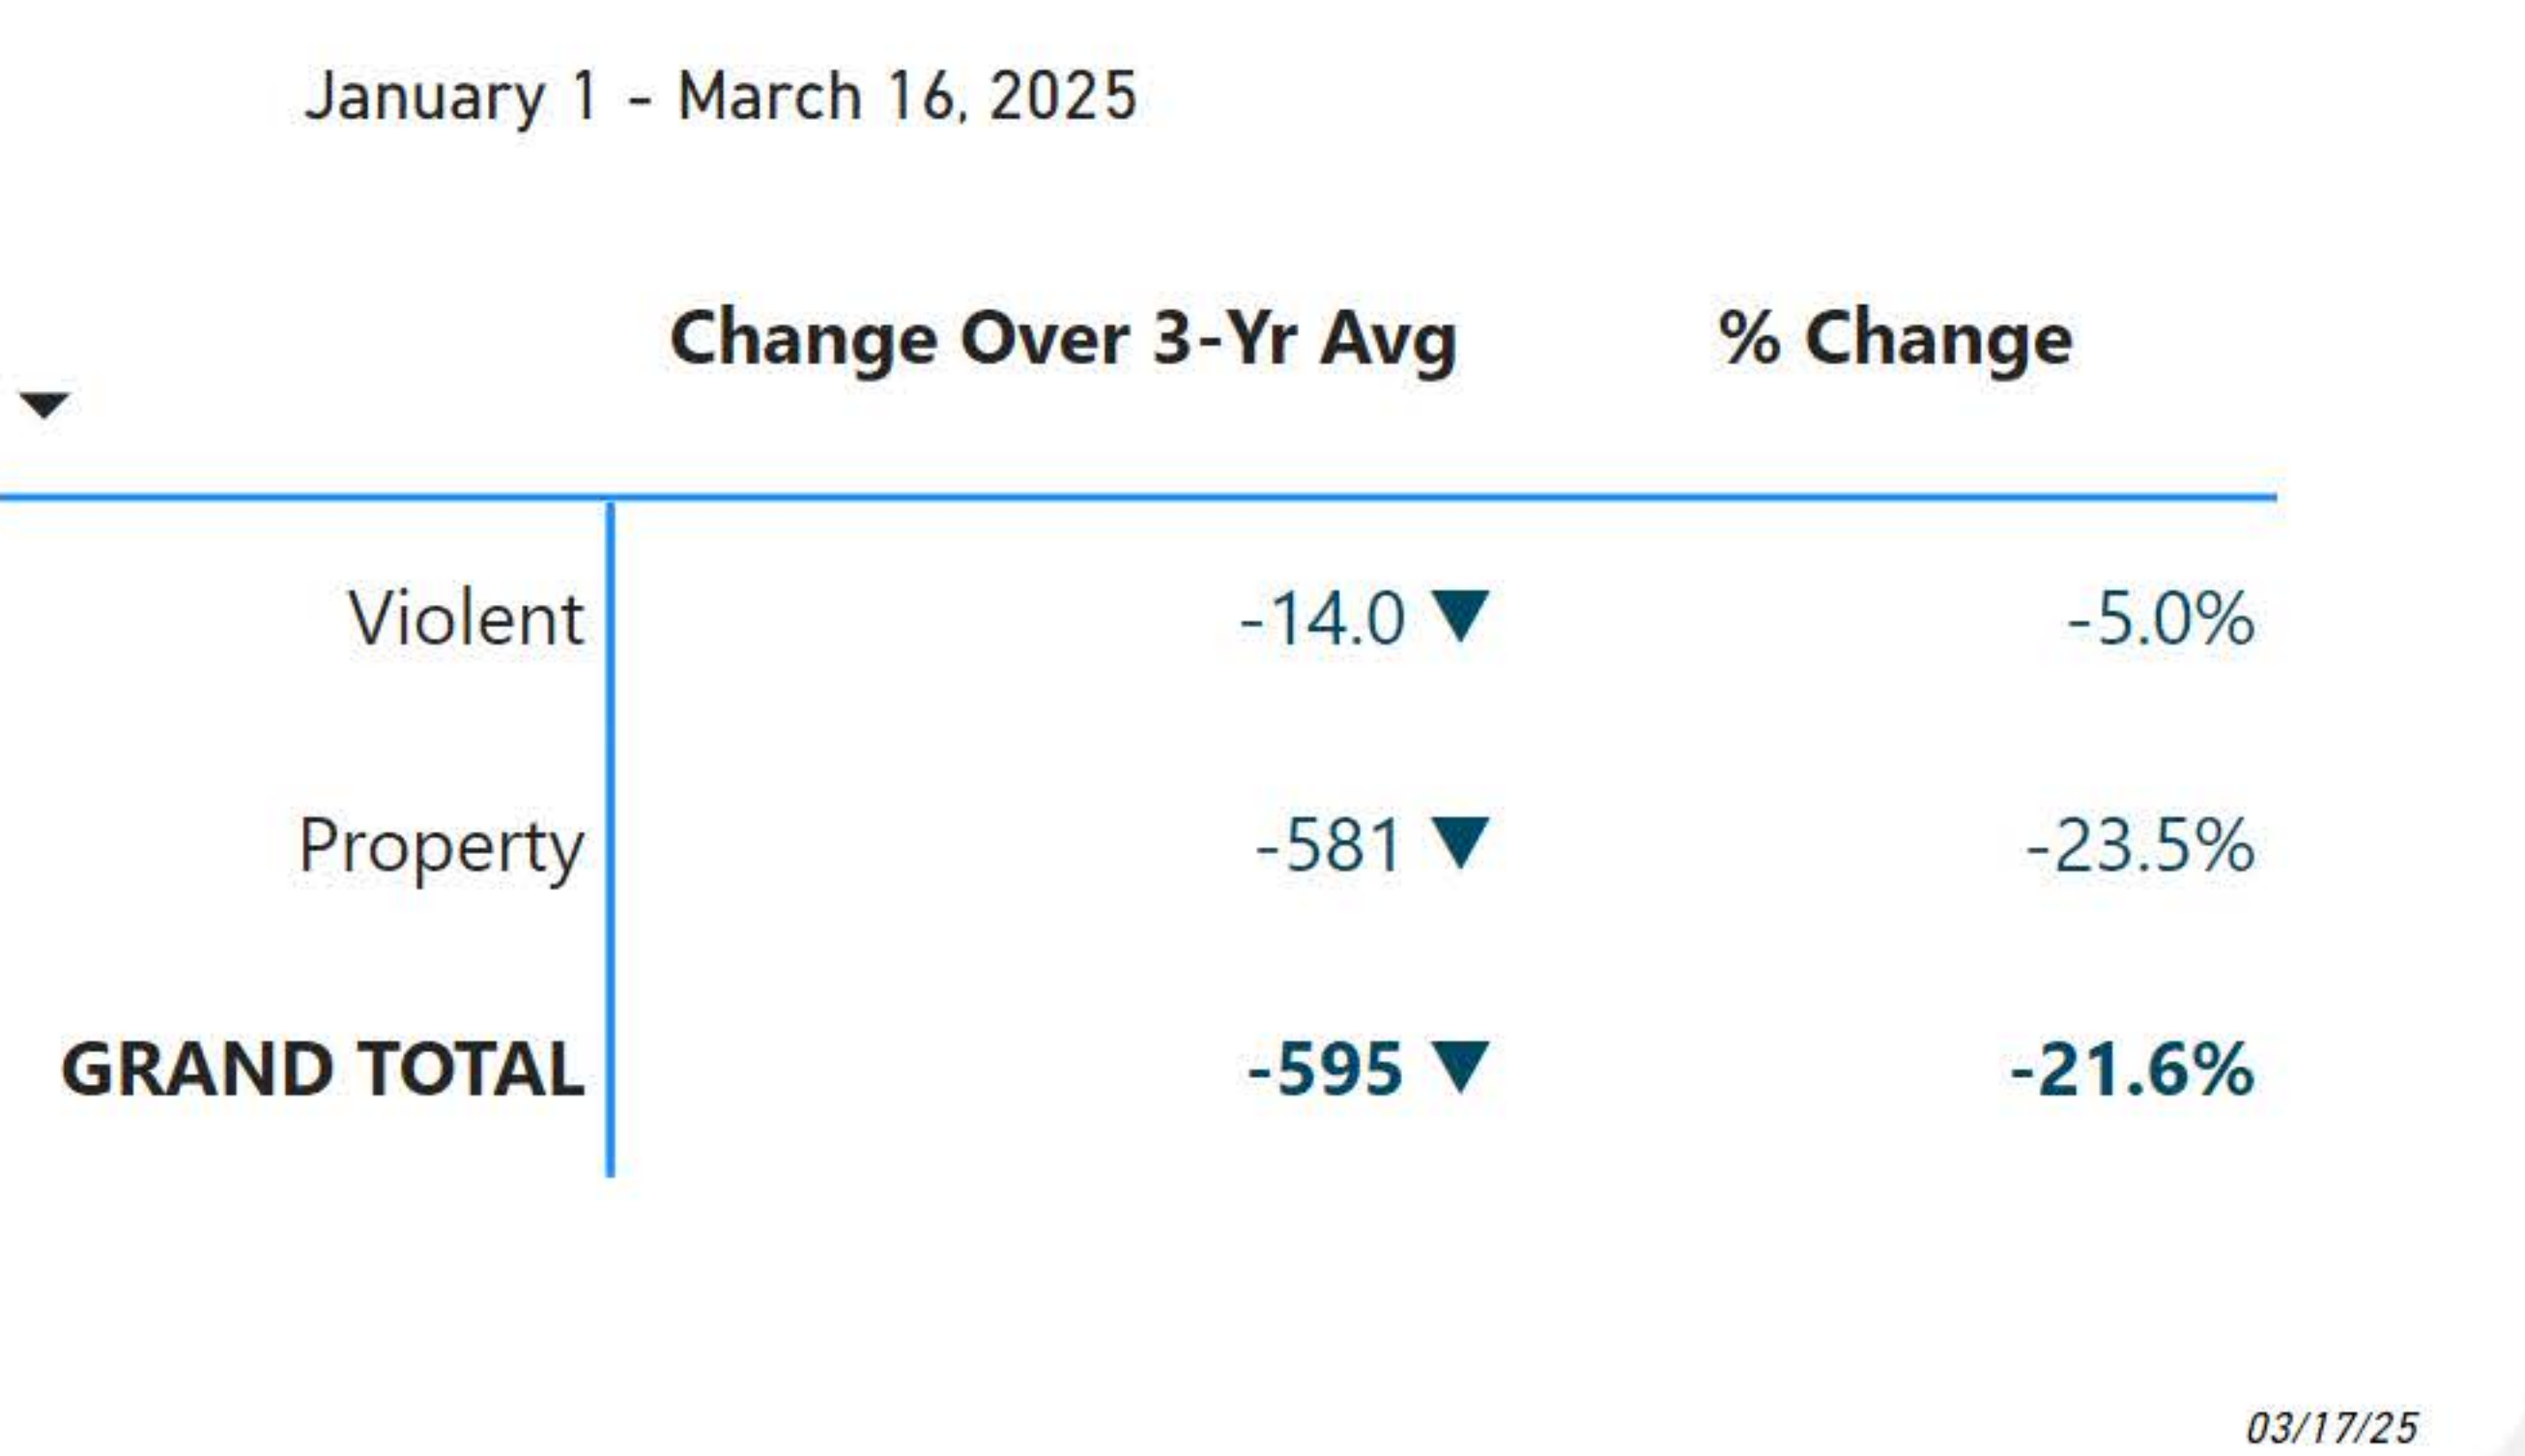 January 1 - March 16, 2025
Change Over 3-Yr Avg % Change
Violent -14.0 ▼ -5.0%
Property -581 ▼ -23.5%
GRAND TOTAL -595 ▼ -21.6%
03/17/25